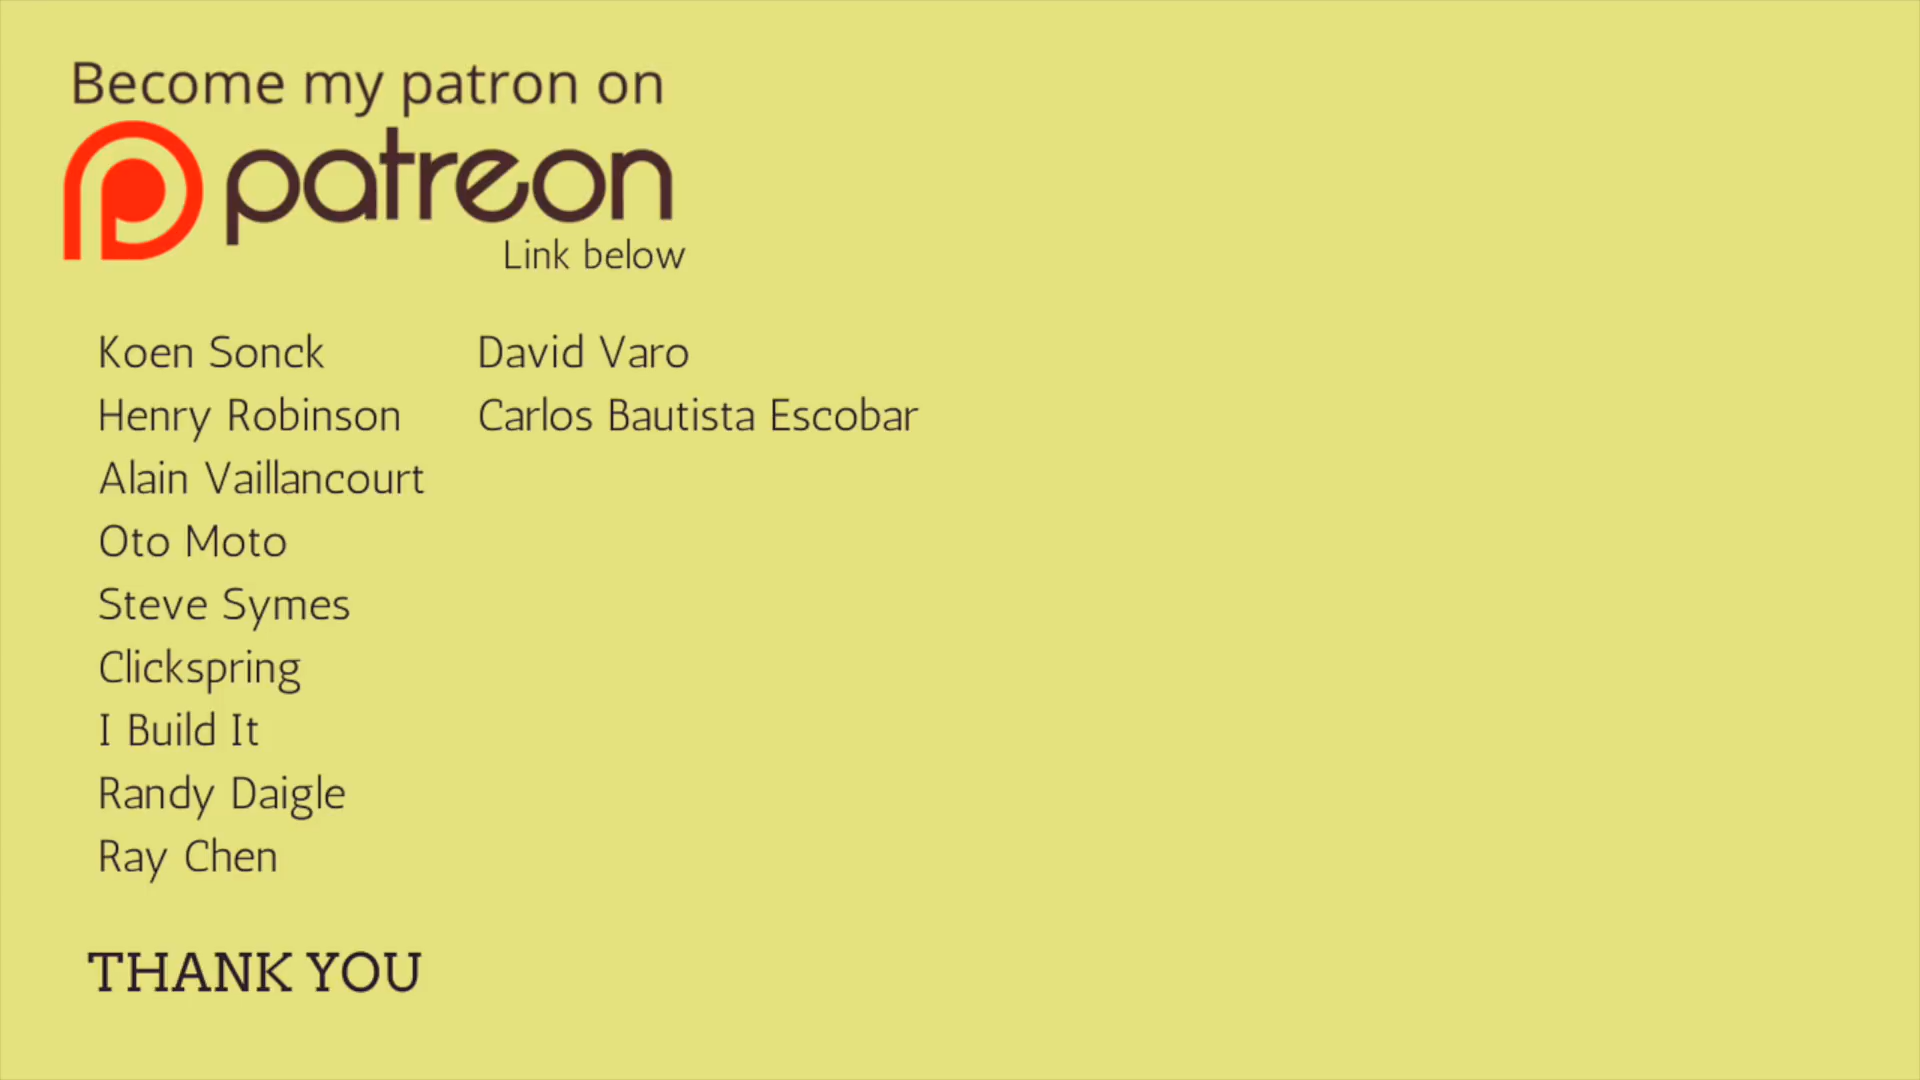 Become my patron on
patreon
Link below
Koen Sonck
Henry Robinson
Alain Vaillancourt
Oto Moto
Steve Symes
Clickspring
I Build It
Randy Daigle
Ray Chen
David Varo
Carlos Bautista Escobar
THANK YOU